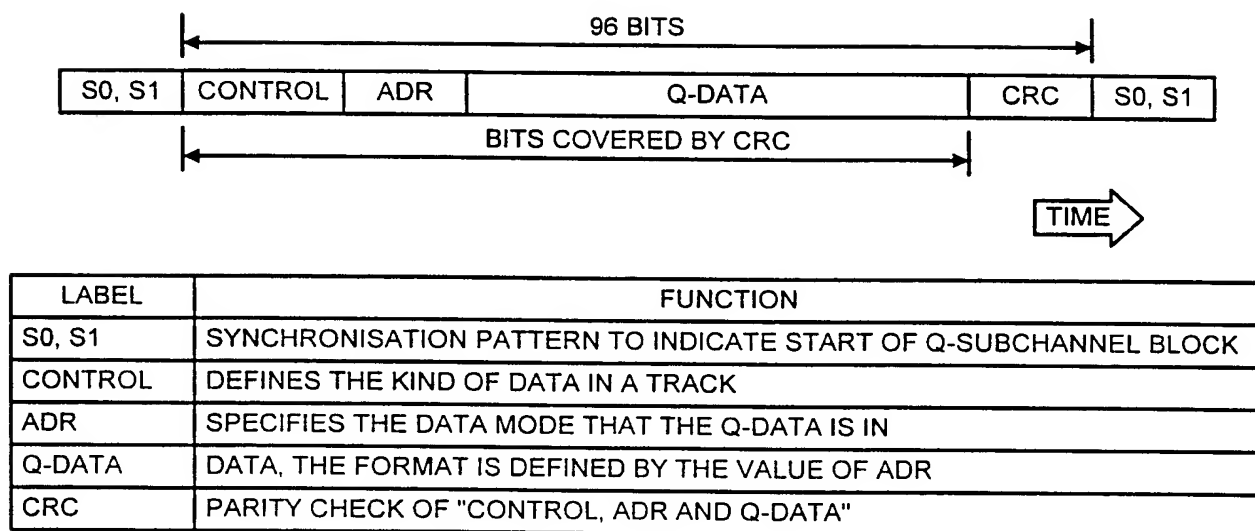 96 BITS
S0, S1 CONTROL ADR Q-DATA CRC S0, S1
BITS COVERED BY CRC
TIME
LABEL FUNCTION
S0, S1 SYNCHRONISATION PATTERN TO INDICATE START OF Q-SUBCHANNEL BLOCK
CONTROL DEFINES THE KIND OF DATA IN A TRACK
ADR SPECIFIES THE DATA MODE THAT THE Q-DATA IS IN
Q-DATA DATA, THE FORMAT IS DEFINED BY THE VALUE OF ADR
CRC PARITY CHECK OF "CONTROL, ADR AND Q-DATA"